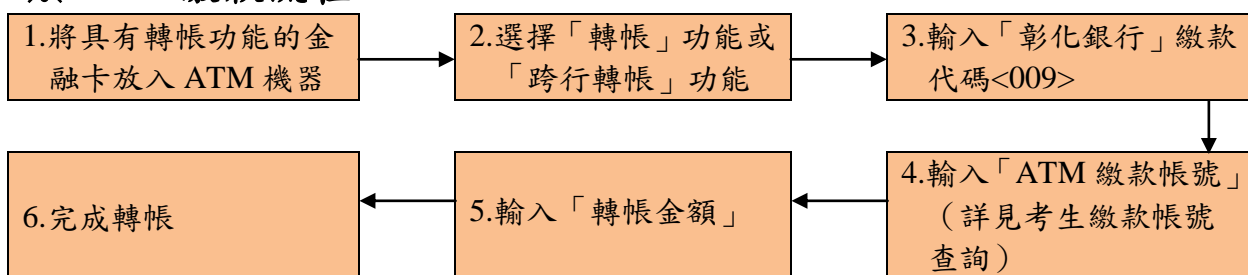 1.將具有轉帳功能的金
融卡放入 ATM 機器
2.選擇「轉帳」功能或
「跨行轉帳」功能
3.輸入「彰化銀行」繳款
代碼<009>
4.輸入「ATM 繳款帳號」
（詳見考生繳款帳號
查詢）
5.輸入「轉帳金額」
6.完成轉帳